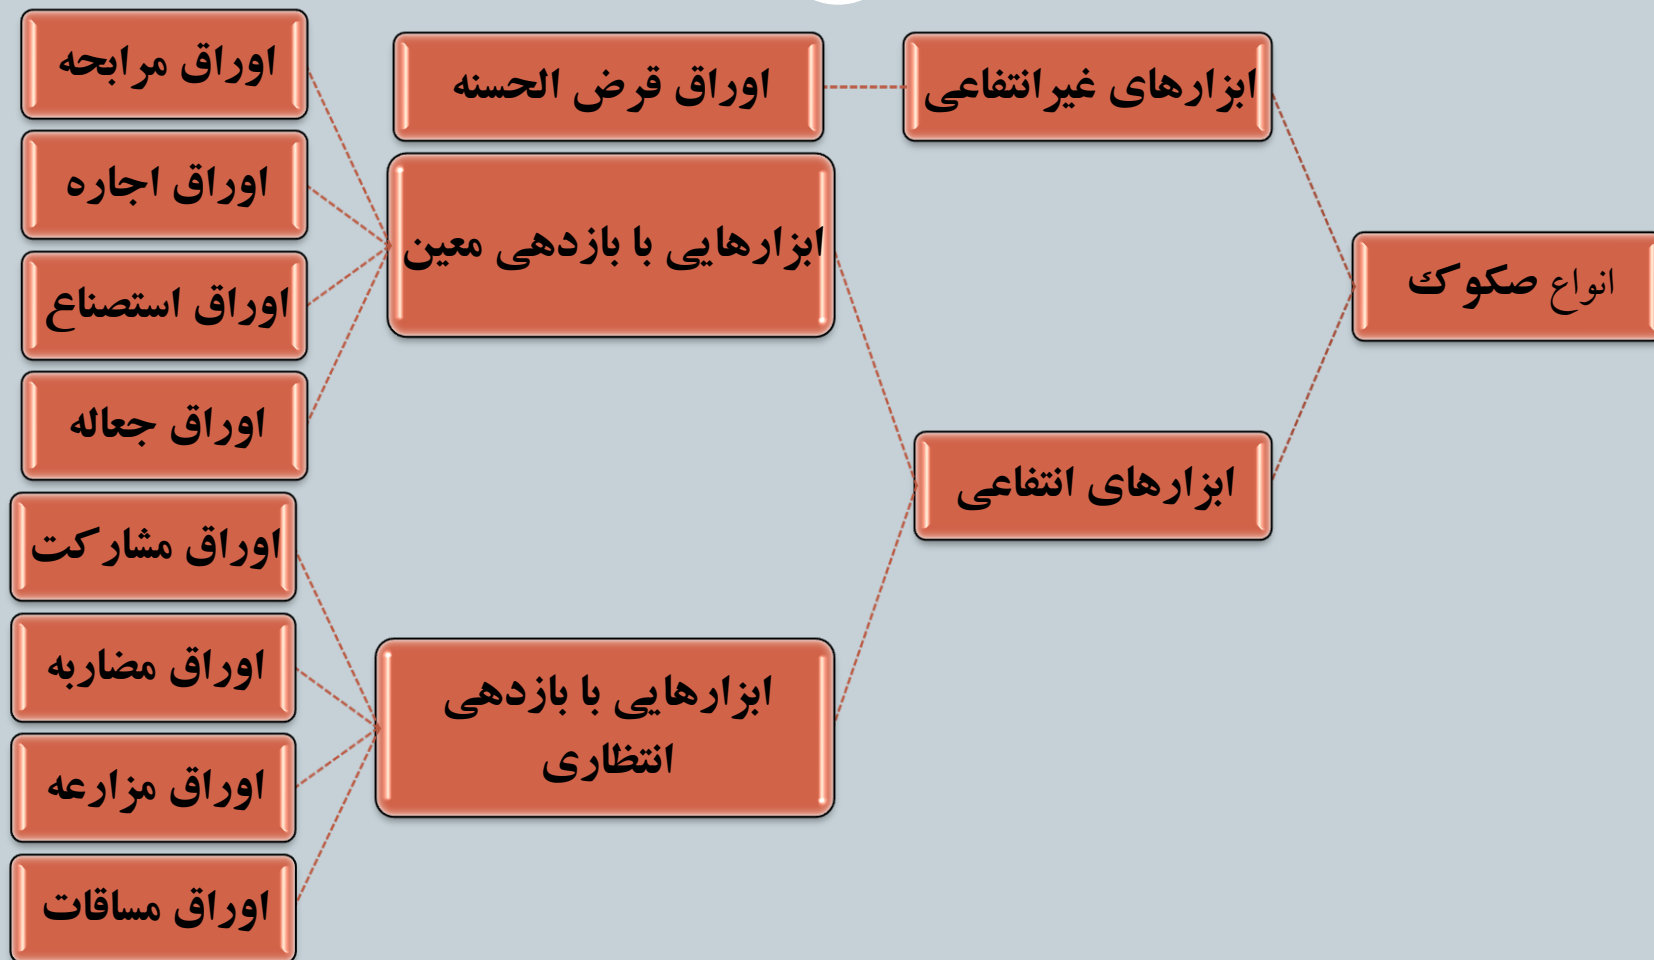 انواع صکوک
ابزارهای غیرانتفاعی
اوراق قرض الحسنه
ابزارهای انتفاعی
ابزارهایی با بازدهی معین
اوراق مرابحه
اوراق اجاره
اوراق استصناع
اوراق جعاله
ابزارهایی با بازدهی
انتظاری
اوراق مشارکت
اوراق مضاربه
اوراق مزارعه
اوراق مساقات